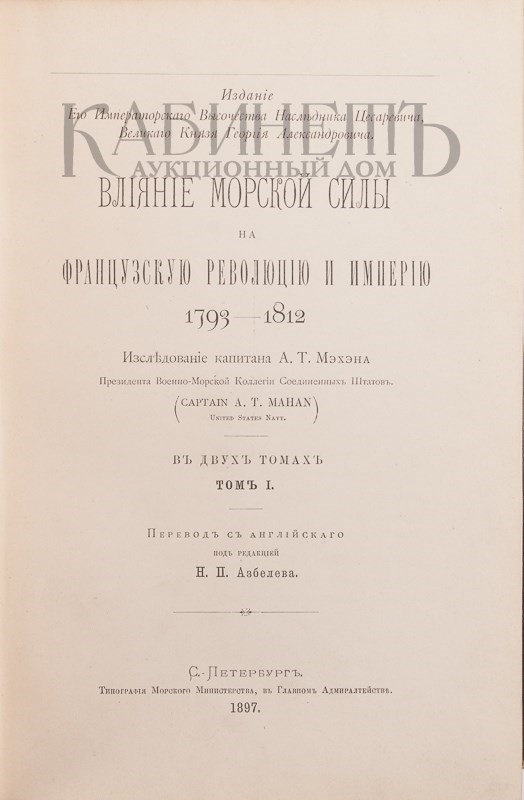 Изданіе
Его Императорскаго Высочества Наслѣдника Цесаревича,
Великаго Князя Георгія Александровича.
КАБИНЕТЪ
АУКЦИОННЫЙ ДОМ
ВЛІЯНІЕ МОРСКОЙ СИЛЫ
НА
ФРАНЦУЗСКУЮ РЕВОЛЮЦІЮ И ИМПЕРІЮ
1793—1812
Изслѣдованіе капитана А. Т. Мэхэна
Президента Военно-Морской Коллегіи Соединенныхъ Штатовъ.
(CAPTAIN A. T. MAHAN
United States Navy.)
ВЪ ДВУХЪ ТОМАХЪ
ТОМЪ I.
Переводъ съ англійскаго
подъ редакціей
Н. П. Азбелева.
С.-Петербургъ.
Типографія Морского Министерства, въ Главномъ Адмиралтействѣ.
1897.